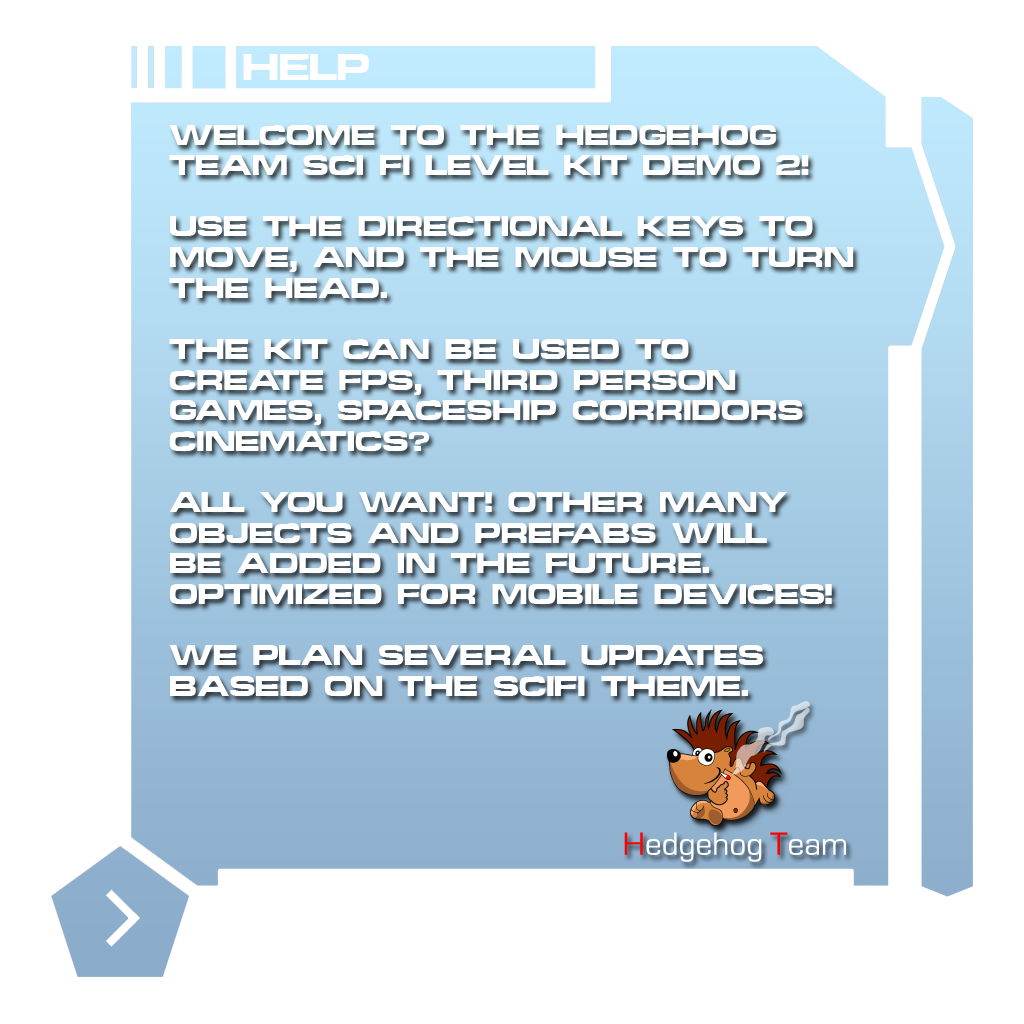 HELP
WELCOME TO THE HEDGEHOG
TEAM SCI FI LEVEL KIT DEMO 2!
USE THE DIRECTIONAL KEYS TO
MOVE, AND THE MOUSE TO TURN
THE HEAD.
THE KIT CAN BE USED TO
CREATE FPS, THIRD PERSON
GAMES, SPACESHIP CORRIDORS
CINEMATICS?
ALL YOU WANT! OTHER MANY
OBJECTS AND PREFABS WILL
BE ADDED IN THE FUTURE.
OPTIMIZED FOR MOBILE DEVICES!
WE PLAN SEVERAL UPDATES
BASED ON THE SCIFI THEME.
Hedgehog Team